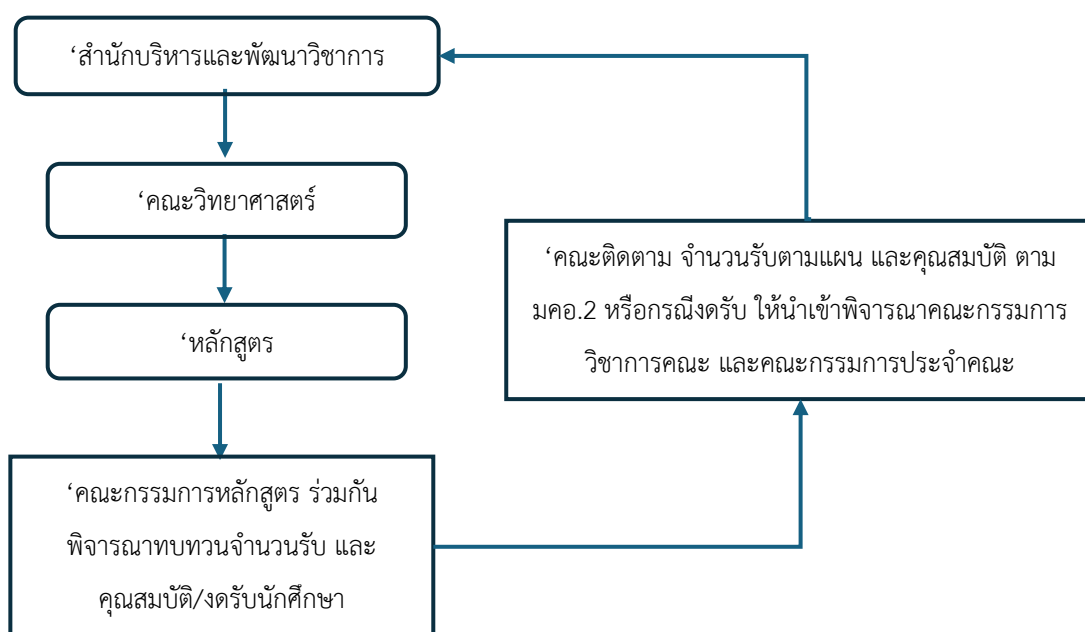 ‘สำนักบริหารและพัฒนาวิชาการ
‘คณะวิทยาศาสตร์
‘หลักสูตร
‘คณะกรรมการหลักสูตร ร่วมกัน
พิจารณาทบทวนจำนวนรับ และ
คุณสมบัติ/งดรับนักศึกษา
‘คณะติดตาม จำนวนรับตามแผน และคุณสมบัติ ตาม
มคอ.2 หรือกรณีงดรับ ให้นำเข้าพิจารณาคณะกรรมการ
วิชาการคณะ และคณะกรรมการประจำคณะ